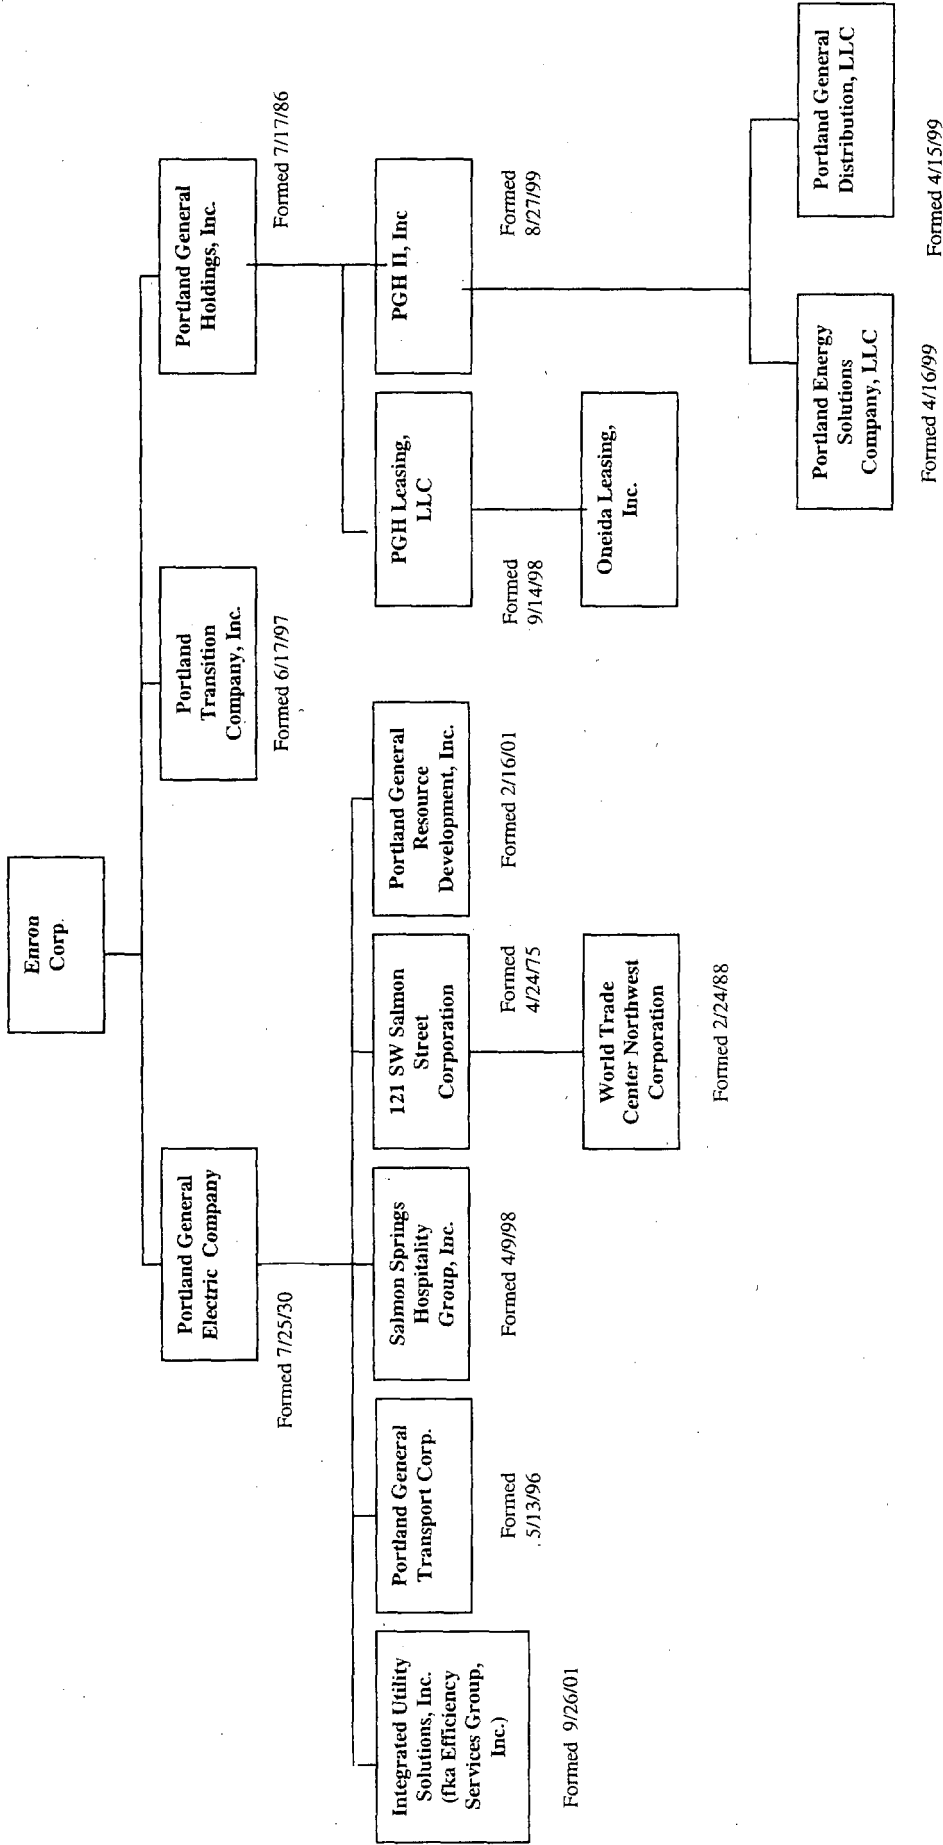 Enron
Corp.
Portland General
Electric Company
Formed 7/25/30
Portland
Transition
Company, Inc.
Formed 6/17/97
Portland General
Holdings, Inc.
Formed 7/17/86
Integrated Utility
Solutions, Inc.
(fka Efficiency
Services Group,
Inc.)
Formed 9/26/01
Portland General
Transport Corp.
Formed
5/13/96
Salmon Springs
Hospitality
Group, Inc.
Formed 4/9/98
121 SW Salmon
Street
Corporation
Formed
4/24/75
Portland General
Resource
Development, Inc.
Formed 2/16/01
PGH Leasing,
LLC
Formed
9/14/98
PGH II, Inc
Formed
8/27/99
World Trade
Center Northwest
Corporation
Formed 2/24/88
Oneida Leasing,
Inc.
Portland Energy
Solutions
Company, LLC
Formed 4/16/99
Portland General
Distribution, LLC
Formed 4/15/99